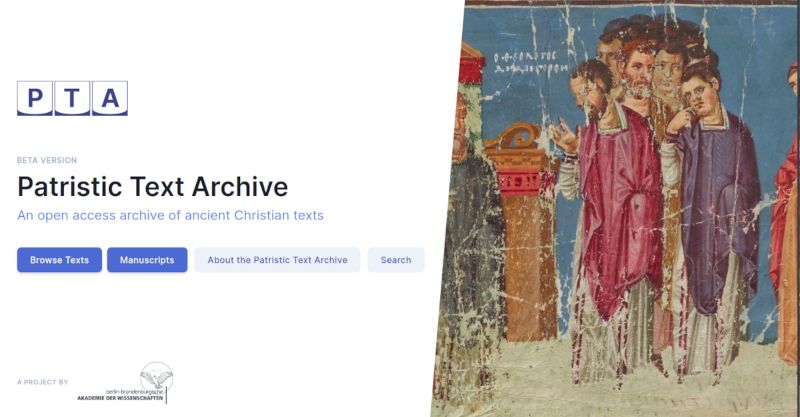 PTA
BETA VERSION
Patristic Text Archive
An open access archive of ancient Christian texts
Browse Texts
Manuscripts
About the Patristic Text Archive
Search
A PROJECT BY
berlin-brandenburgische
AKADEMIE DER WISSENSCHAFTEN